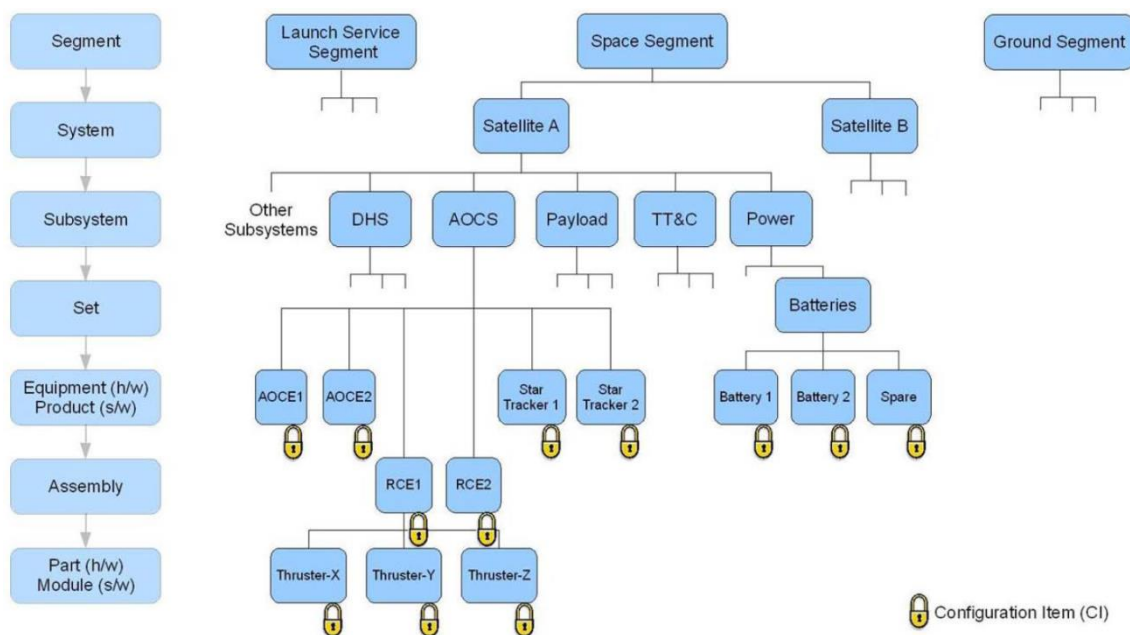 Segment
Launch Service
Segment
Space Segment
Ground Segment
System
Satellite A
Satellite B
Subsystem
Other
Subsystems
DHS
AOCS
Payload
TT&C
Power
Set
Batteries
Equipment (h/w)
Product (s/w)
AOCE1
AOCE2
Star
Tracker 1
Star
Tracker 2
Battery 1
Battery 2
Spare
Assembly
RCE1
RCE2
Part (h/w)
Module (s/w)
Thruster-X
Thruster-Y
Thruster-Z
Configuration Item (CI)